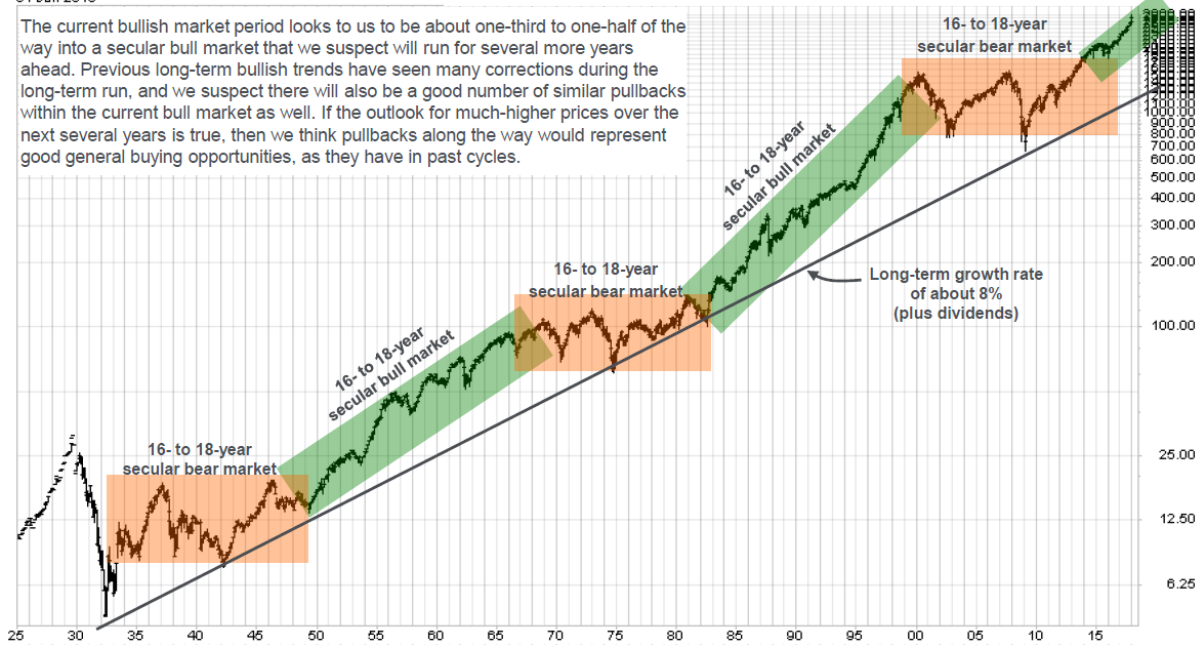 The current bullish market period looks to us to be about one-third to one-half of the
way into a secular bull market that we suspect will run for several more years
ahead. Previous long-term bullish trends have seen many corrections during the
long-term run, and we suspect there will also be a good number of similar pullbacks
within the current bull market as well. If the outlook for much-higher prices over the
next several years is true, then we think pullbacks along the way would represent
good general buying opportunities, as they have in past cycles.
16- to 18-year
secular bear market
16- to 18-year
secular bull market
16- to 18-year
secular bear market
16- to 18-year
secular bull market
16- to 18-year
secular bear market
Long-term growth rate
of about 8%
(plus dividends)
1000.00
900.00
800.00
700.00
600.00
500.00
400.00
300.00
200.00
100.00
25.00
12.50
6.25
25 30 35 40 45 50 55 60 65 70 75 80 85 90 95 00 05 10 15